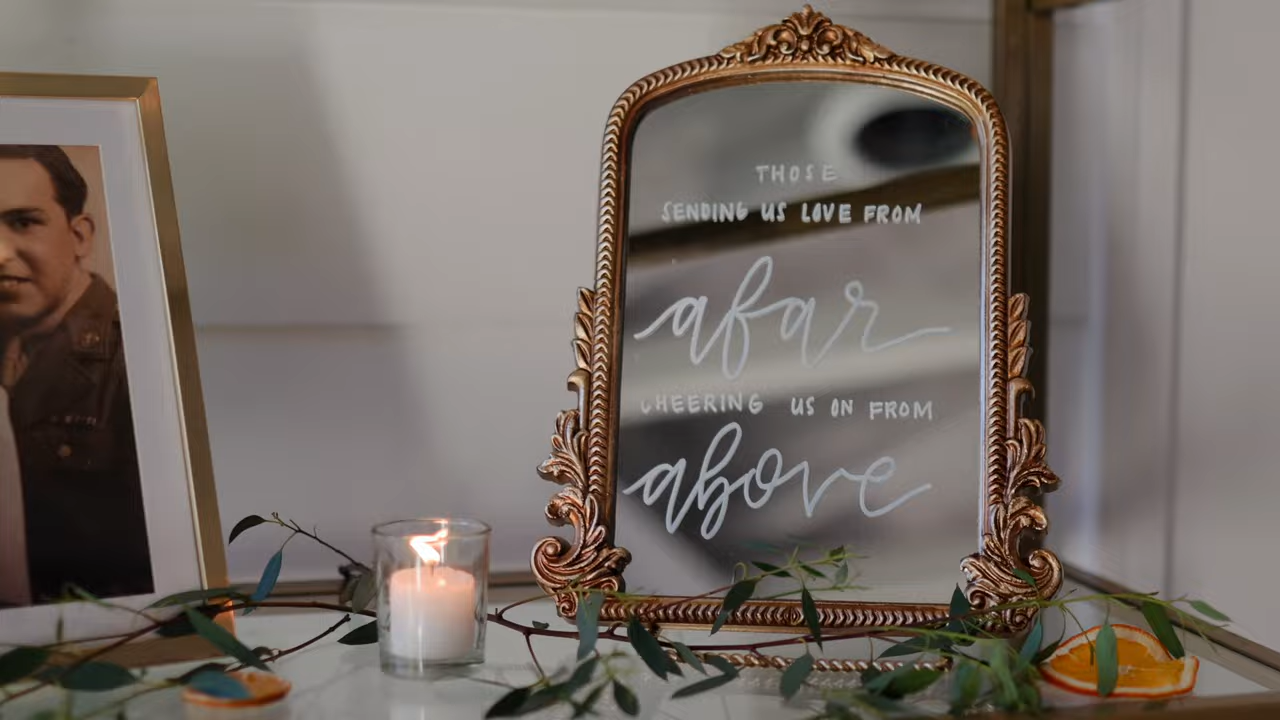 THOSE
SENDING US LOVE FROM
afar
CHEERING US ON FROM
above